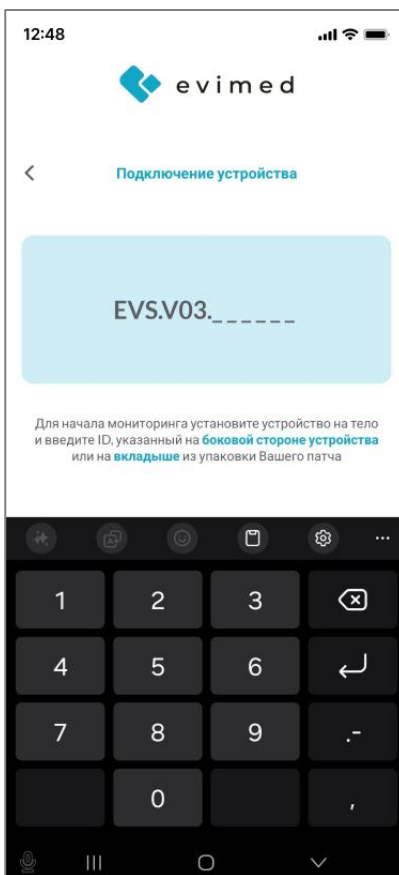 12:48
evimed
Подключение устройства
EVS.V03.______
Для начала мониторинга установите устройство на тело
и введите ID, указанный на боковой стороне устройства
или на вкладыше из упаковки Вашего патча
1 2 3
4 5 6
7 8 9 .-
0 ,